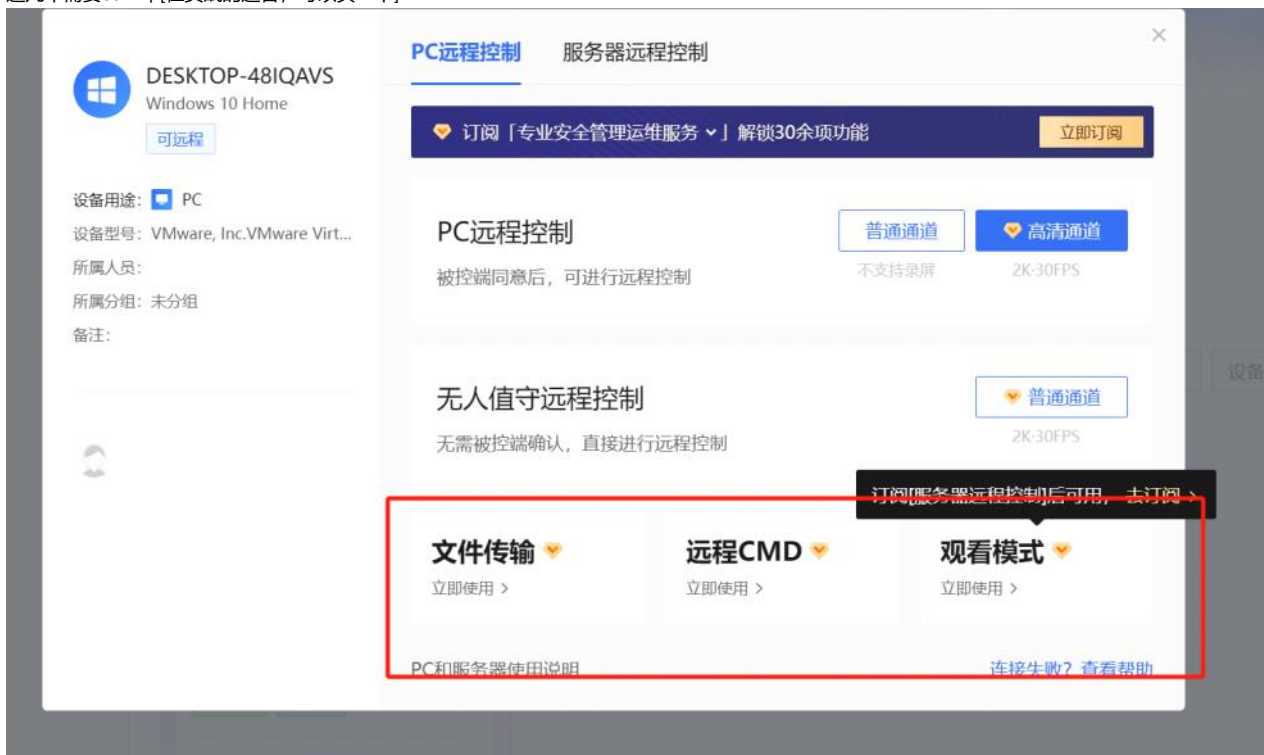 DESKTOP-48IQAVS
Windows 10 Home
可远程
设备用途： PC
设备型号：VMware, Inc.VMware Virt...
所属人员：
所属分组：未分组
备注：
PC远程控制 服务器远程控制
订阅「专业安全管理运维服务」解锁30余项功能 立即订阅
PC远程控制
被控端同意后，可进行远程控制
普通通道 高清通道
不支持录屏 2K-30FPS
无人值守远程控制
无需被控端确认，直接进行远程控制
普通通道
2K-30FPS
订阅[服务器远程控制]后可用，去订阅 >
文件传输 远程CMD 观看模式
立即使用 > 立即使用 > 立即使用 >
PC和服务器使用说明 连接失败？查看帮助
设备